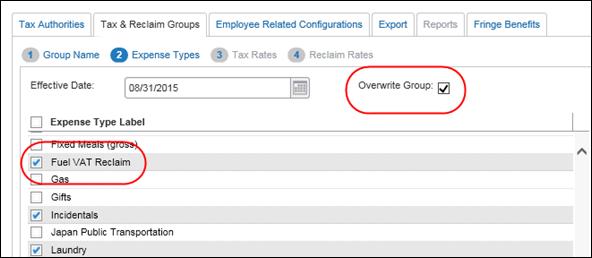 Tax Authorities Tax & Reclaim Groups Employee Related Configurations Export Reports Fringe Benefits
1 Group Name 2 Expense Types 3 Tax Rates 4 Reclaim Rates
Effective Date: 08/31/2015 Overwrite Group:
Expense Type Label
Fixed Meals (gross)
Fuel VAT Reclaim
Gas
Gifts
Incidentals
Japan Public Transportation
Laundry